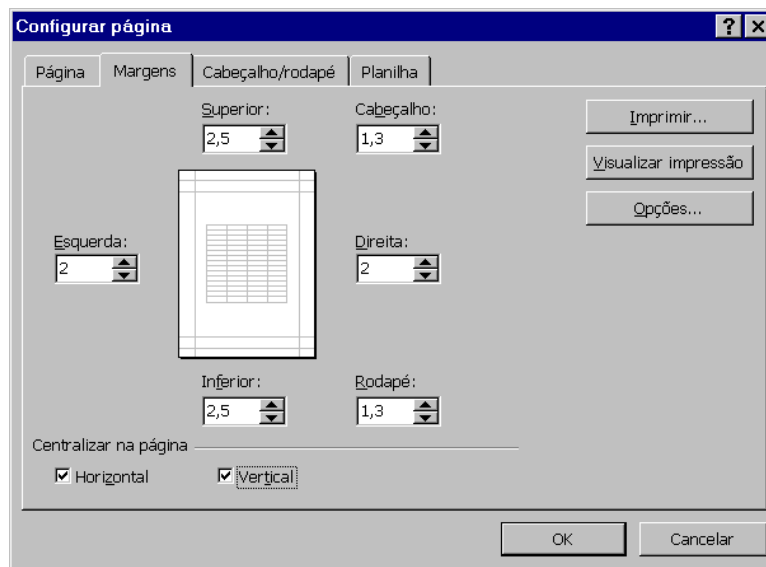 Configurar página
Página Margens Cabeçalho/rodapé Planilha
Superior: Cabeçalho:
2,5 1,3
Imprimir...
Visualizar impressão
Opções...
Esquerda: Direita:
2 2
Inferior: Rodapé:
2,5 1,3
Centralizar na página
Horizontal Vertical
OK Cancelar